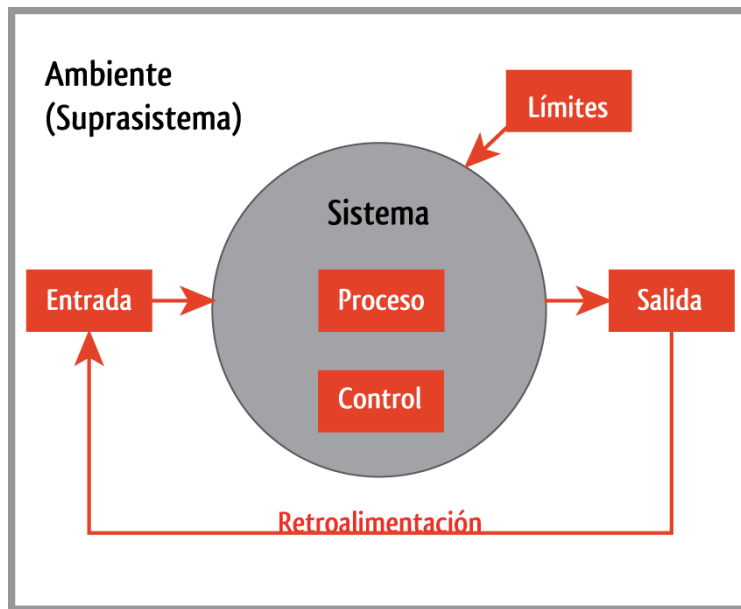 Ambiente
(Suprasistema)
Límites
Sistema
Entrada
Proceso
Salida
Control
Retroalimentación